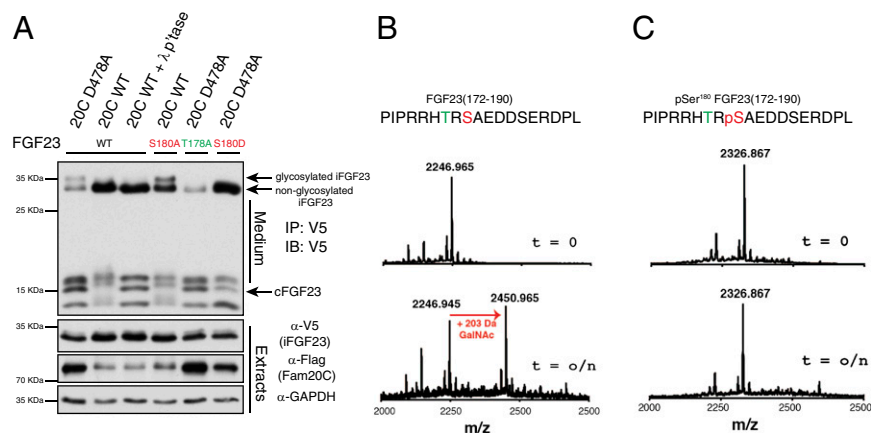 A
20C D478A
20C WT
20C WT + λ p'tase
20C WT
20C D478A
20C D478A
FGF23
WT
S180A
T178A
S180D
35 KDa
25 KDa
15 KDa
glycosylated iFGF23
non-glycosylated
iFGF23
Medium
IP: V5
IB: V5
cFGF23
35 KDa
70 KDa
35 KDa
Extracts
α-V5
(iFGF23)
α-Flag
(Fam20C)
α-GAPDH
B
FGF23(172-190)
PIPRRHTRSAEDDSERDPL
2246.965
t = 0
2246.945
2450.965
+ 203 Da
GalNAc
t = o/n
2000
2250
2500
2500
m/z
C
pSer¹⁸⁰ FGF23(172-190)
PIPRRHTRpSAEDDSERDPL
2326.867
t = 0
2326.867
t = o/n
2000
2250
2500
2500
m/z